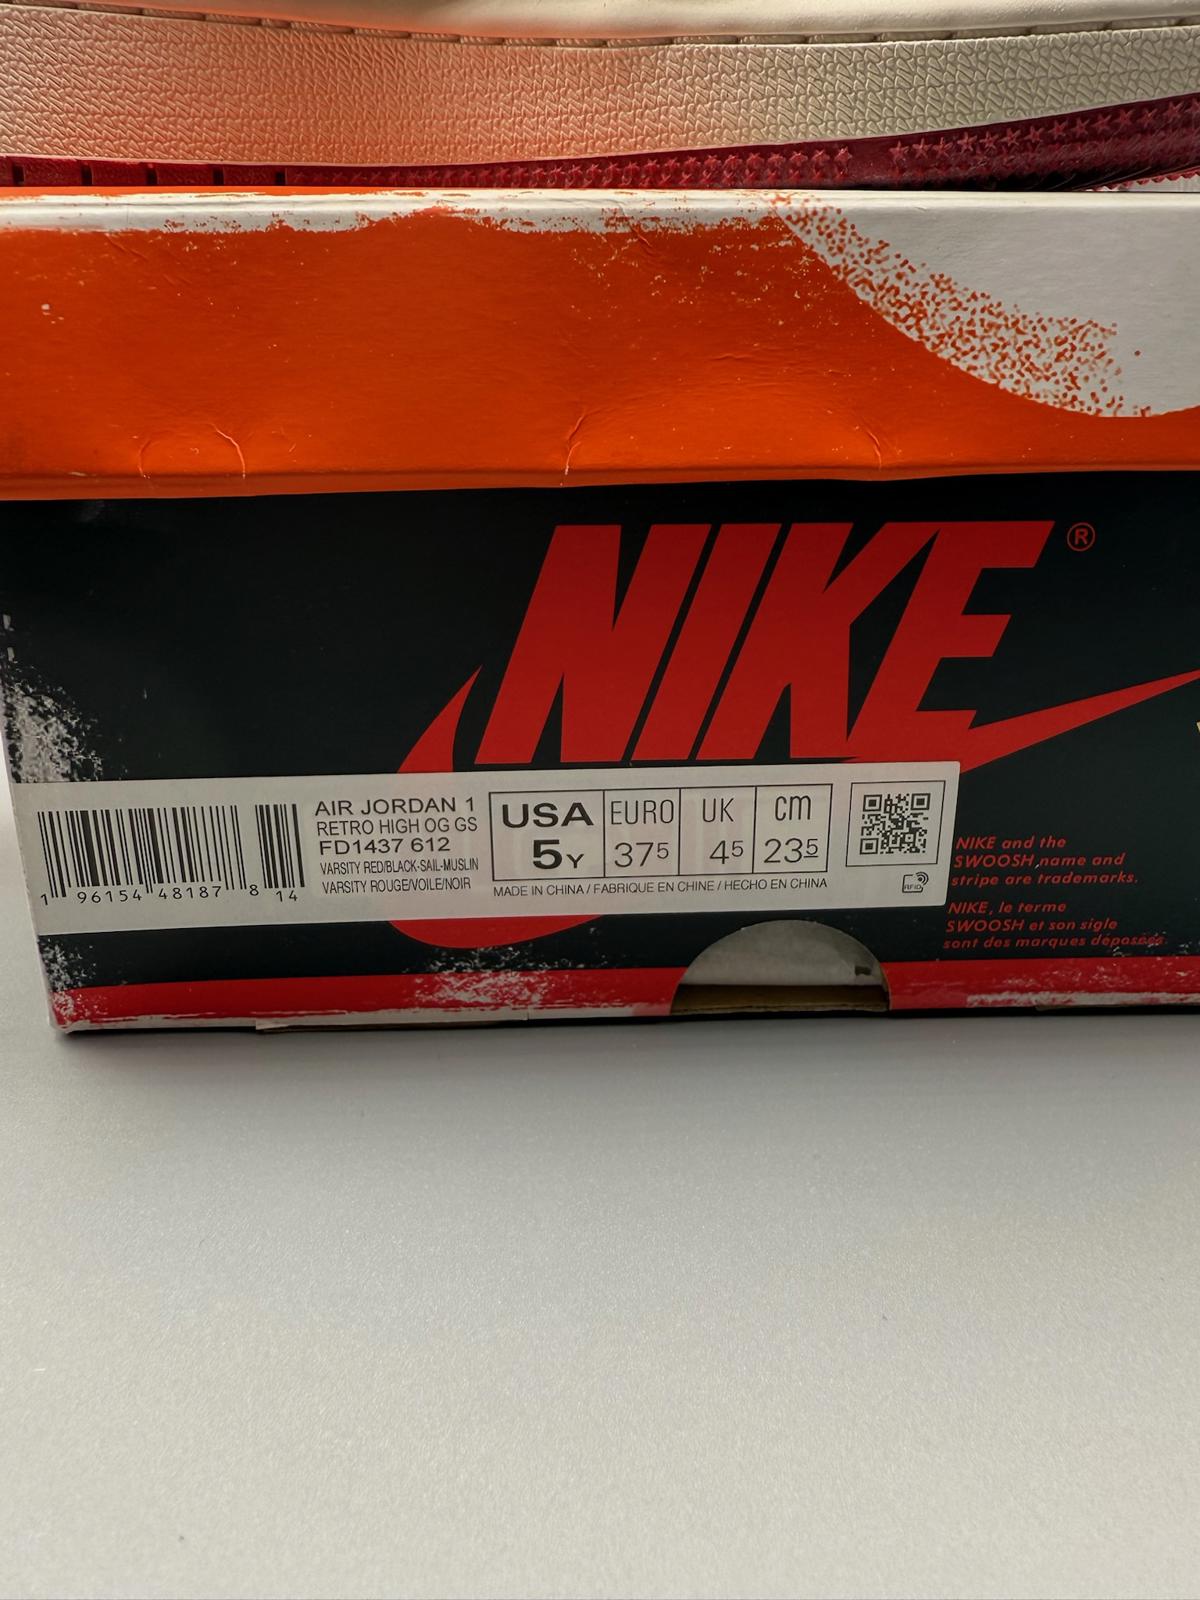 NIKE®
AIR JORDAN 1
RETRO HIGH OG GS
FD1437 612
VARSITY RED/BLACK-SAIL-MUSLIN
VARSITY ROUGE/VOILE/NOIR
1 96154 48187 8 14
USA EURO UK cm
5Y 375 45 235
MADE IN CHINA / FABRIQUE EN CHINE / HECHO EN CHINA
RFID
NIKE and the
SWOOSH name and
stripe are trademarks.
NIKE, le terme
SWOOSH et son sigle
sont des marques déposées.